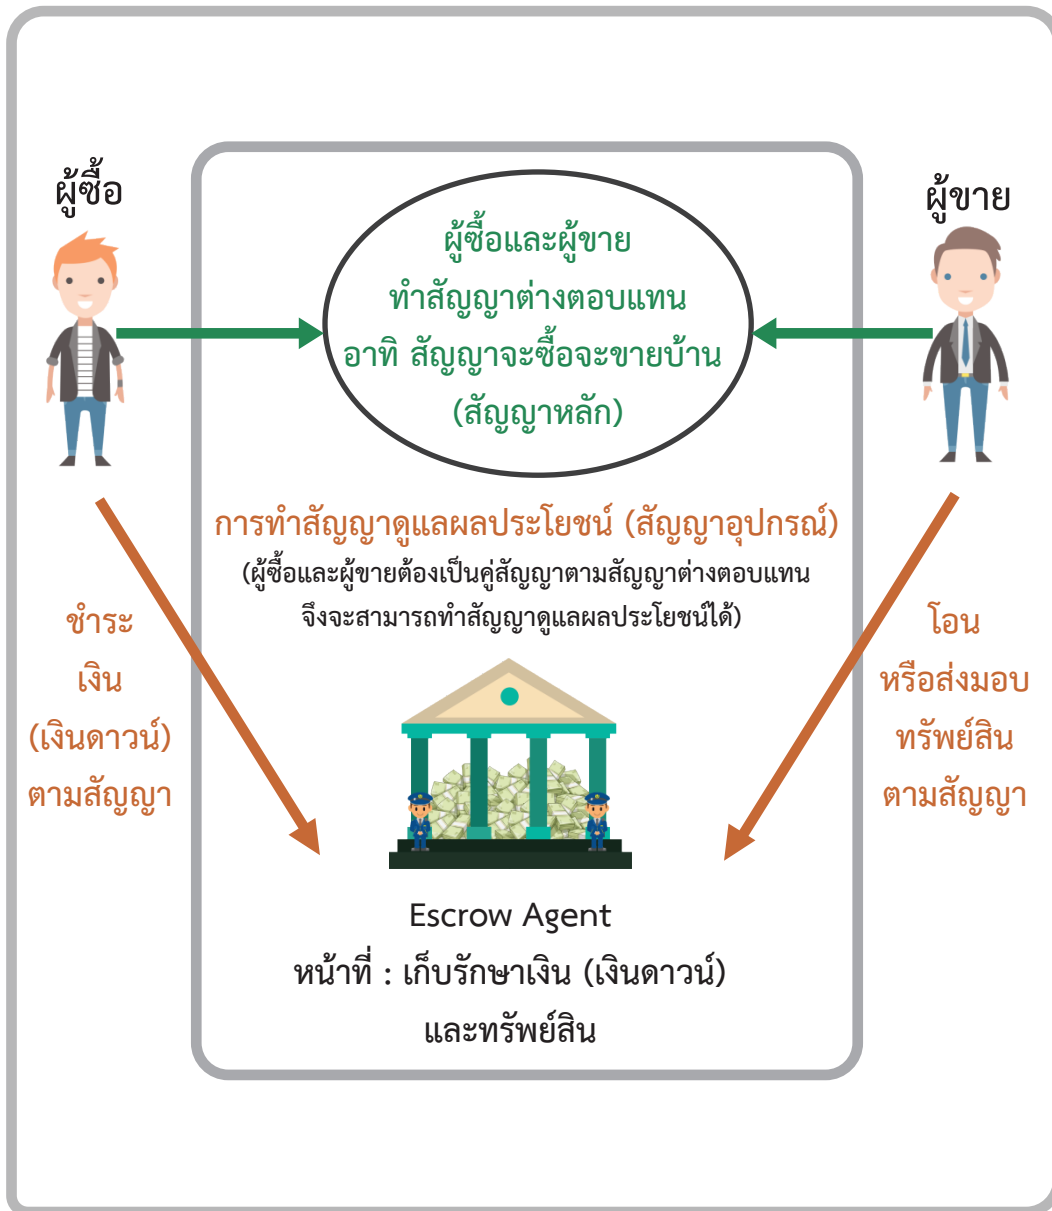 ผู้ซื้อ
ผู้ขาย
ผู้ซื้อและผู้ขาย
ทำสัญญาต่างตอบแทน
อาทิ สัญญาจะซื้อจะขายบ้าน
(สัญญาหลัก)
การทำสัญญาดูแลผลประโยชน์ (สัญญาอุปกรณ์)
(ผู้ซื้อและผู้ขายต้องเป็นคู่สัญญาตามสัญญาต่างตอบแทน
จึงจะสามารถทำสัญญาดูแลผลประโยชน์ได้)
ชำระ
เงิน
(เงินดาวน์)
ตามสัญญา
โอน
หรือส่งมอบ
ทรัพย์สิน
ตามสัญญา
Escrow Agent
หน้าที่ : เก็บรักษาเงิน (เงินดาวน์)
และทรัพย์สิน